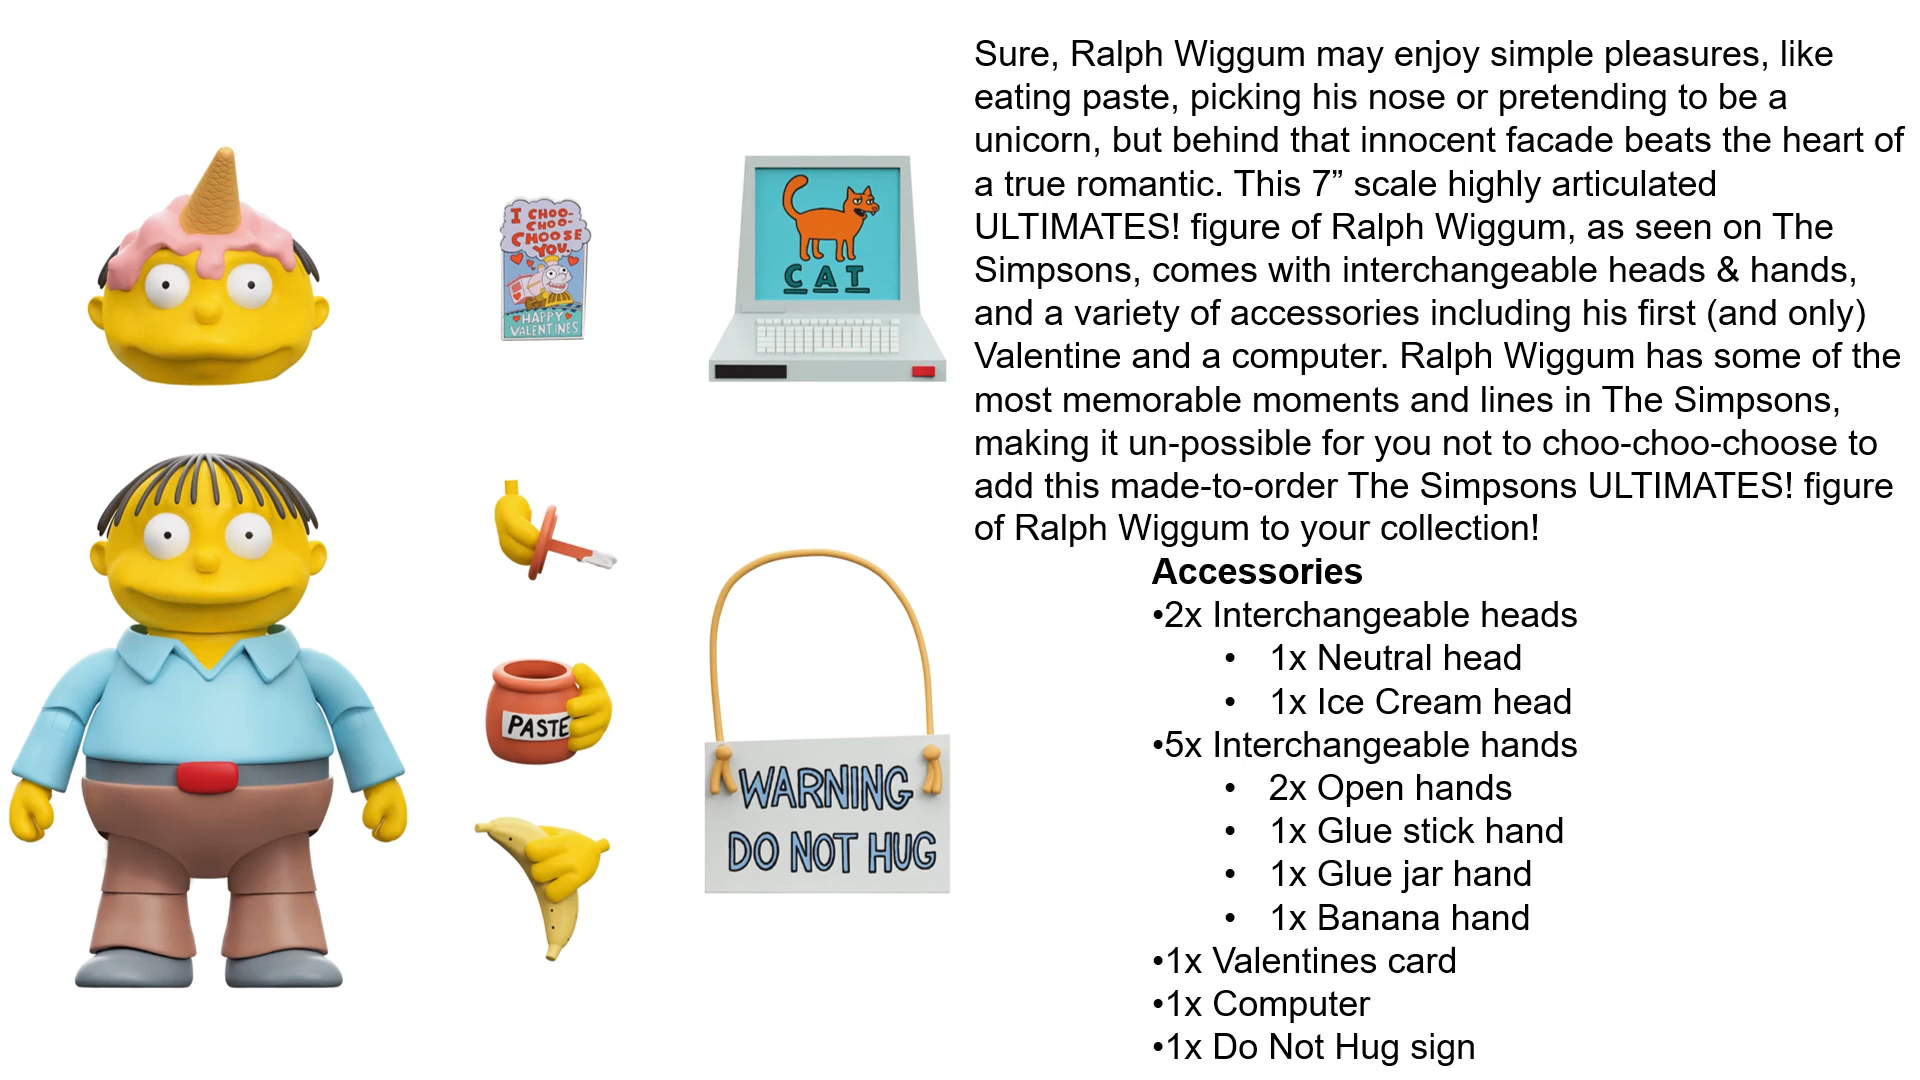 I CHOO-
CHOO-
CHOOSE
YOU.
HAPPY
VALENTINES
CAT
PASTE
WARNING
DO NOT HUG
Sure, Ralph Wiggum may enjoy simple pleasures, like
eating paste, picking his nose or pretending to be a
unicorn, but behind that innocent facade beats the heart of
a true romantic. This 7” scale highly articulated
ULTIMATES! figure of Ralph Wiggum, as seen on The
Simpsons, comes with interchangeable heads & hands,
and a variety of accessories including his first (and only)
Valentine and a computer. Ralph Wiggum has some of the
most memorable moments and lines in The Simpsons,
making it un-possible for you not to choo-choo-choose to
add this made-to-order The Simpsons ULTIMATES! figure
of Ralph Wiggum to your collection!
Accessories
•2x Interchangeable heads
• 1x Neutral head
• 1x Ice Cream head
•5x Interchangeable hands
• 2x Open hands
• 1x Glue stick hand
• 1x Glue jar hand
• 1x Banana hand
•1x Valentines card
•1x Computer
•1x Do Not Hug sign